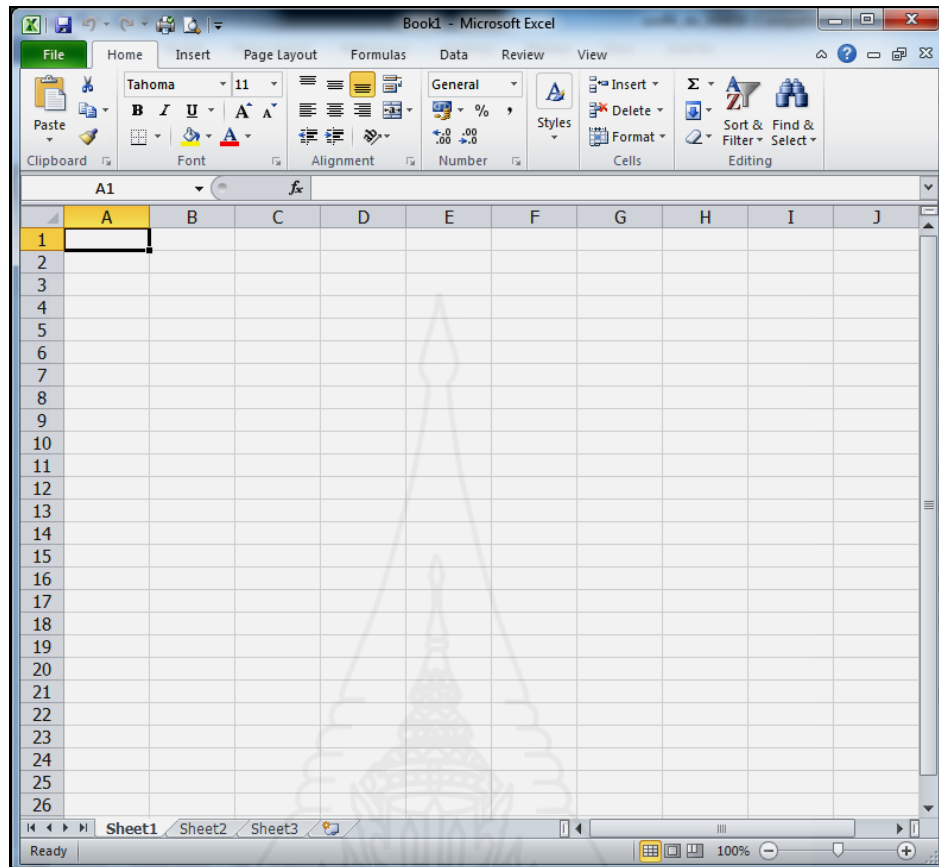 Book1 - Microsoft Excel
File Home Insert Page Layout Formulas Data Review View
Tahoma 11 General Insert Σ
Paste B I U A A A % , Styles Delete Sort & Filter Find & Select
.00 .00 .0 Format
Clipboard Font Alignment Number Cells Editing
A1 fx
A B C D E F G H I J
1
2
3
4
5
6
7
8
9
10
11
12
13
14
15
16
17
18
19
20
21
22
23
24
25
26
Sheet1 Sheet2 Sheet3
Ready 100%